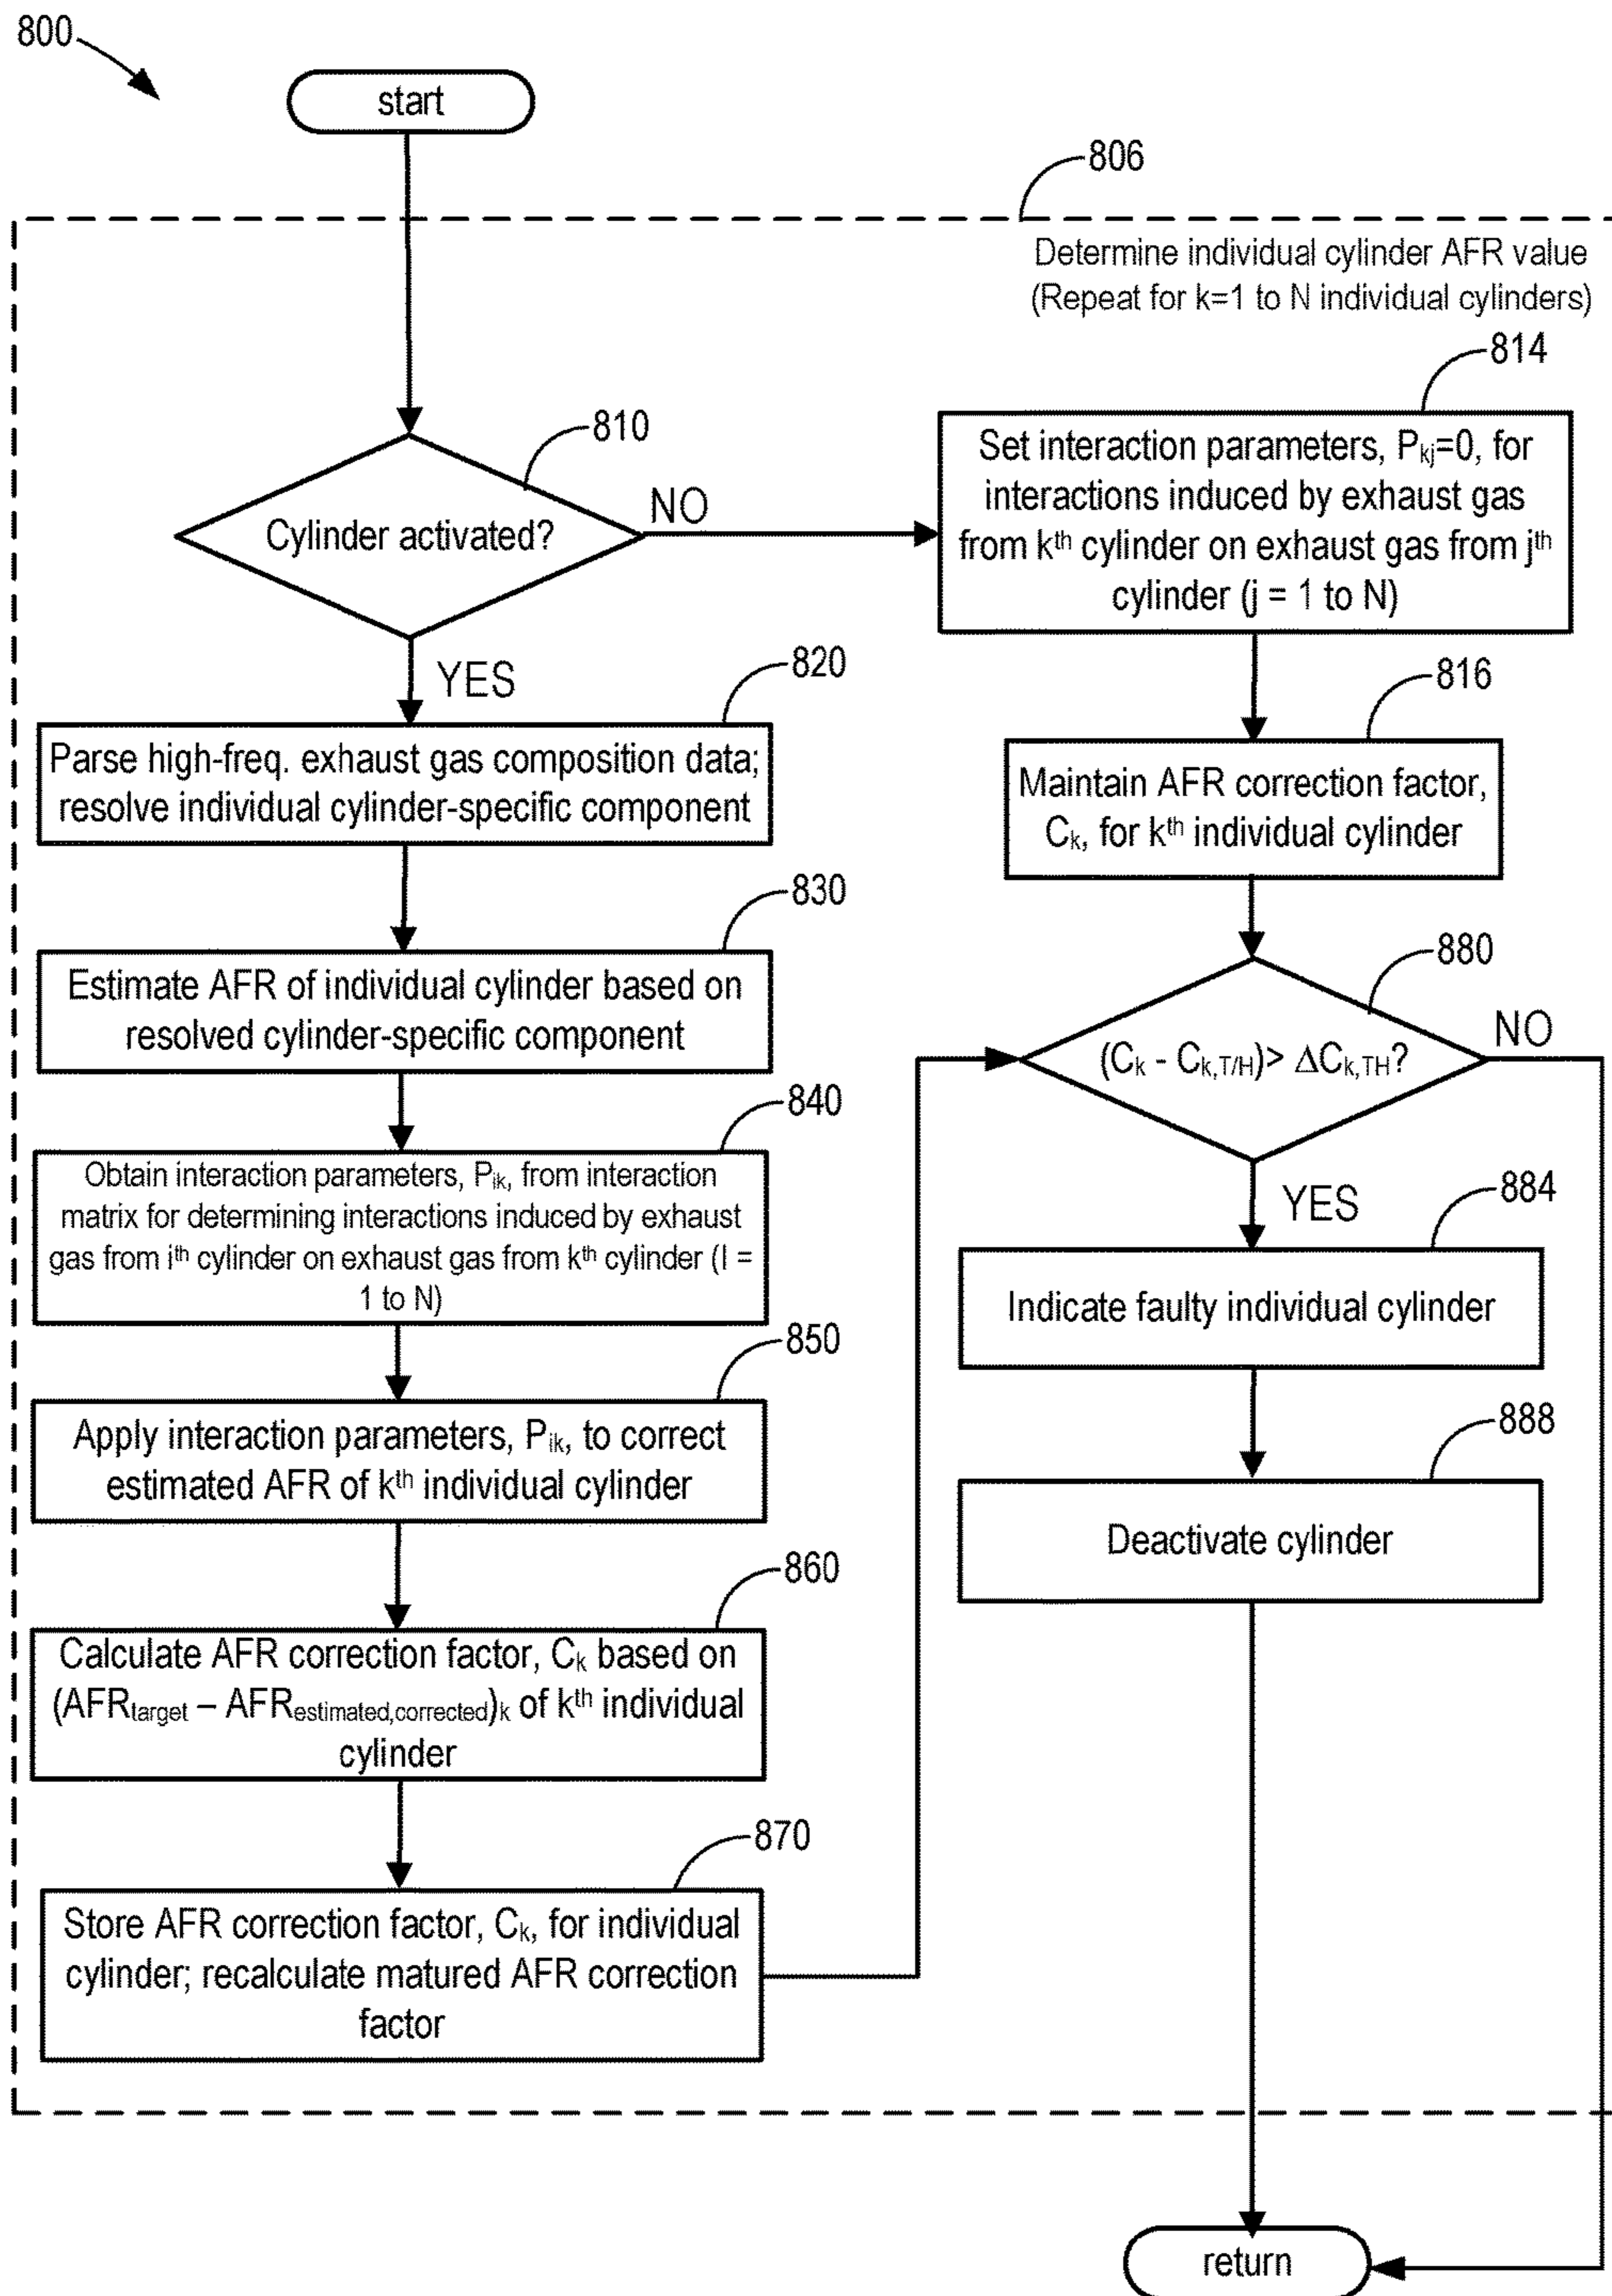 800
start
806
Determine individual cylinder AFR value
(Repeat for k=1 to N individual cylinders)
810
Cylinder activated?
NO
YES
814
Set interaction parameters, Pkj=0, for
interactions induced by exhaust gas
from kth cylinder on exhaust gas from jth
cylinder (j = 1 to N)
816
Maintain AFR correction factor,
Ck, for kth individual cylinder
820
Parse high-freq. exhaust gas composition data;
resolve individual cylinder-specific component
830
Estimate AFR of individual cylinder based on
resolved cylinder-specific component
840
Obtain interaction parameters, Pik, from interaction
matrix for determining interactions induced by exhaust
gas from ith cylinder on exhaust gas from kth cylinder (I =
1 to N)
850
Apply interaction parameters, Pik, to correct
estimated AFR of kth individual cylinder
860
Calculate AFR correction factor, Ck based on
(AFRtarget – AFRestimated,corrected)k of kth individual
cylinder
870
Store AFR correction factor, Ck, for individual
cylinder; recalculate matured AFR correction
factor
880
(Ck - Ck,T/H)> ΔCk,TH?
NO
YES
884
Indicate faulty individual cylinder
888
Deactivate cylinder
return